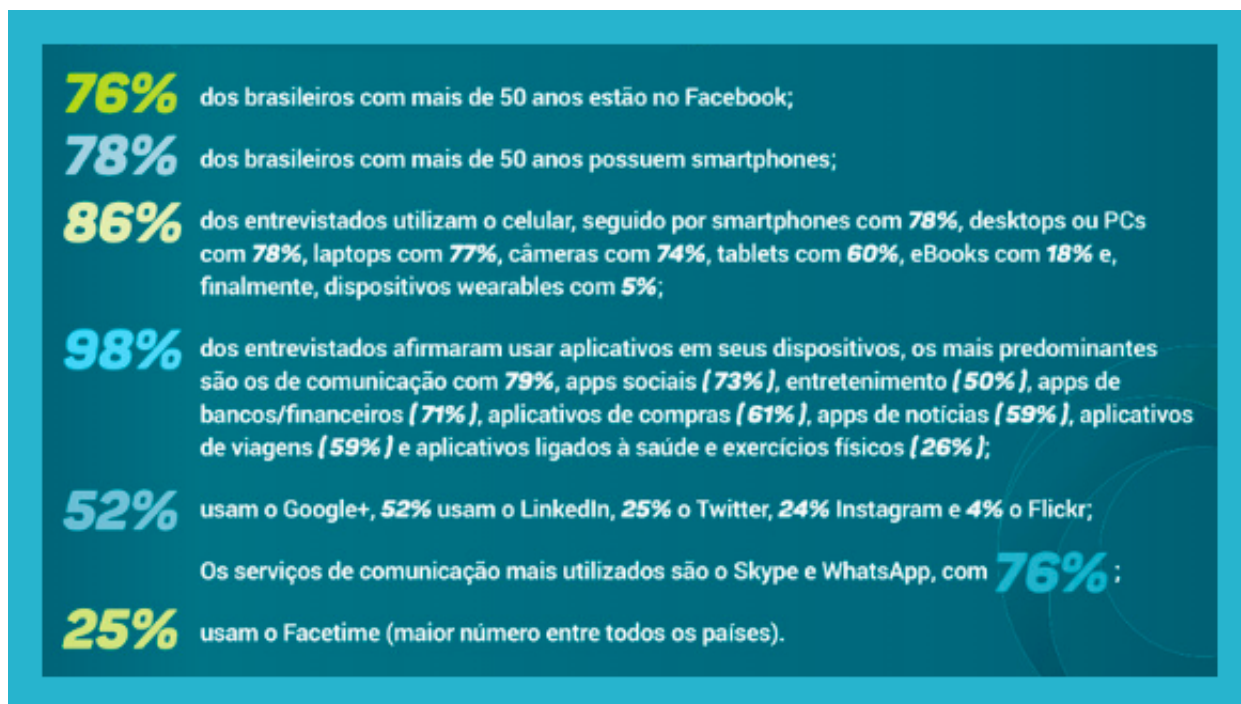 76% dos brasileiros com mais de 50 anos estão no Facebook;
78% dos brasileiros com mais de 50 anos possuem smartphones;
86% dos entrevistados utilizam o celular, seguido por smartphones com 78%, desktops ou PCs
com 78%, laptops com 77%, câmeras com 74%, tablets com 60%, eBooks com 18% e,
finalmente, dispositivos wearables com 5%;
98% dos entrevistados afirmaram usar aplicativos em seus dispositivos, os mais predominantes
são os de comunicação com 79%, apps sociais (73%), entretenimento (50%), apps de
bancos/financeiros (71%), aplicativos de compras (61%), apps de notícias (59%), aplicativos
de viagens (59%) e aplicativos ligados à saúde e exercícios físicos (26%);
52% usam o Google+, 52% usam o LinkedIn, 25% o Twitter, 24% Instagram e 4% o Flickr;
Os serviços de comunicação mais utilizados são o Skype e WhatsApp, com 76% ;
25% usam o Facetime (maior número entre todos os países).